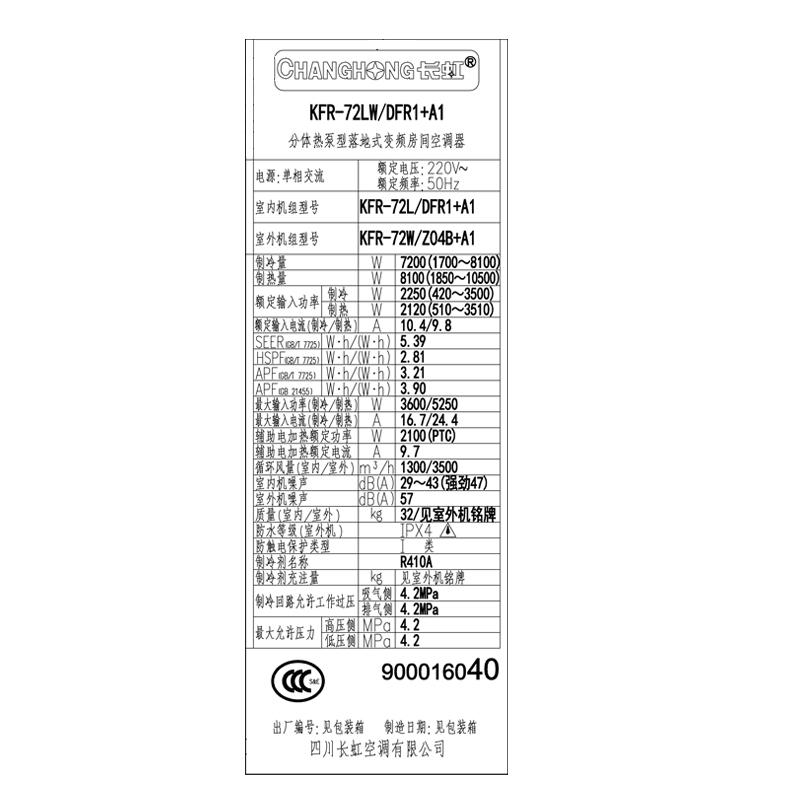 CHANGHONG长虹®
KFR-72LW/DFR1+A1
分体热泵型落地式变频房间空调器
电源:单相交流 额定电压:220V~
额定频率:50Hz
室内机组型号 KFR-72L/DFR1+A1
室外机组型号 KFR-72W/Z04B+A1
制冷量 W 7200(1700~8100)
制热量 W 8100(1850~10500)
额定输入功率 制冷 W 2250(420~3500)
制热 W 2120(510~3510)
额定输入电流(制冷/制热) A 10.4/9.8
SEER(GB/T 7725) W·h/(W·h) 5.39
HSPF(GB/T 7725) W·h/(W·h) 2.81
APF(GB/T 7725) W·h/(W·h) 3.21
APF(GB 21455) W·h/(W·h) 3.90
最大输入功率(制冷/制热) W 3600/5250
最大输入电流(制冷/制热) A 16.7/24.4
辅助电加热额定功率 W 2100(PTC)
辅助电加热额定电流 A 9.7
循环风量(室内/室外) m³/h 1300/3500
室内机噪声 dB(A) 29~43(强劲47)
室外机噪声 dB(A) 57
质量(室内/室外) kg 32/见室外机铭牌
防水等级(室外机) IPX4
防触电保护类型 I 类
制冷剂名称 R410A
制冷剂充注量 kg 见室外机铭牌
制冷回路允许工作过压 吸气侧 4.2MPa
排气侧 4.2MPa
最大允许压力 高压侧 MPa 4.2
低压侧 MPa 4.2
CCC S&E 90001604​0
出厂编号:见包装箱 制造日期:见包装箱
四川长虹空调有限公司